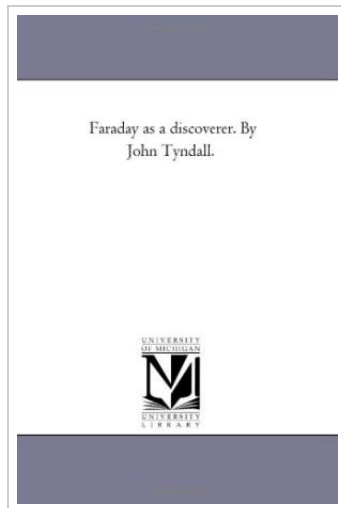 Faraday as a discoverer. By
John Tyndall.
UNIVERSITY
OF MICHIGAN
M
UNIVERSITY
LIBRARY